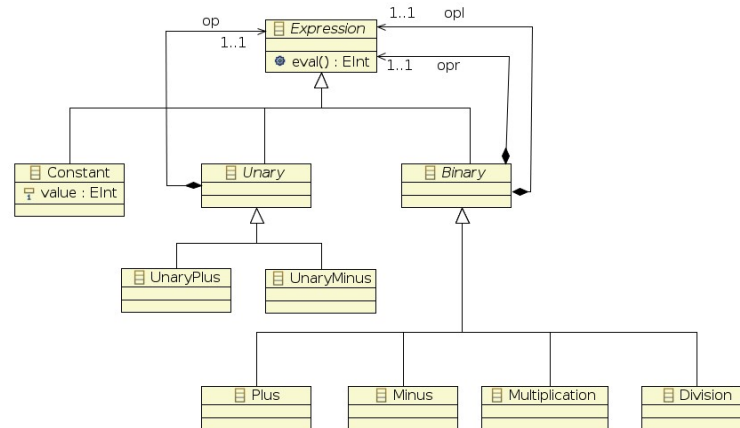 op
1..1
Expression
eval() : EInt
1..1 opl
1..1 opr
Constant
1 value : EInt
Unary
Binary
UnaryPlus
UnaryMinus
Plus
Minus
Multiplication
Division